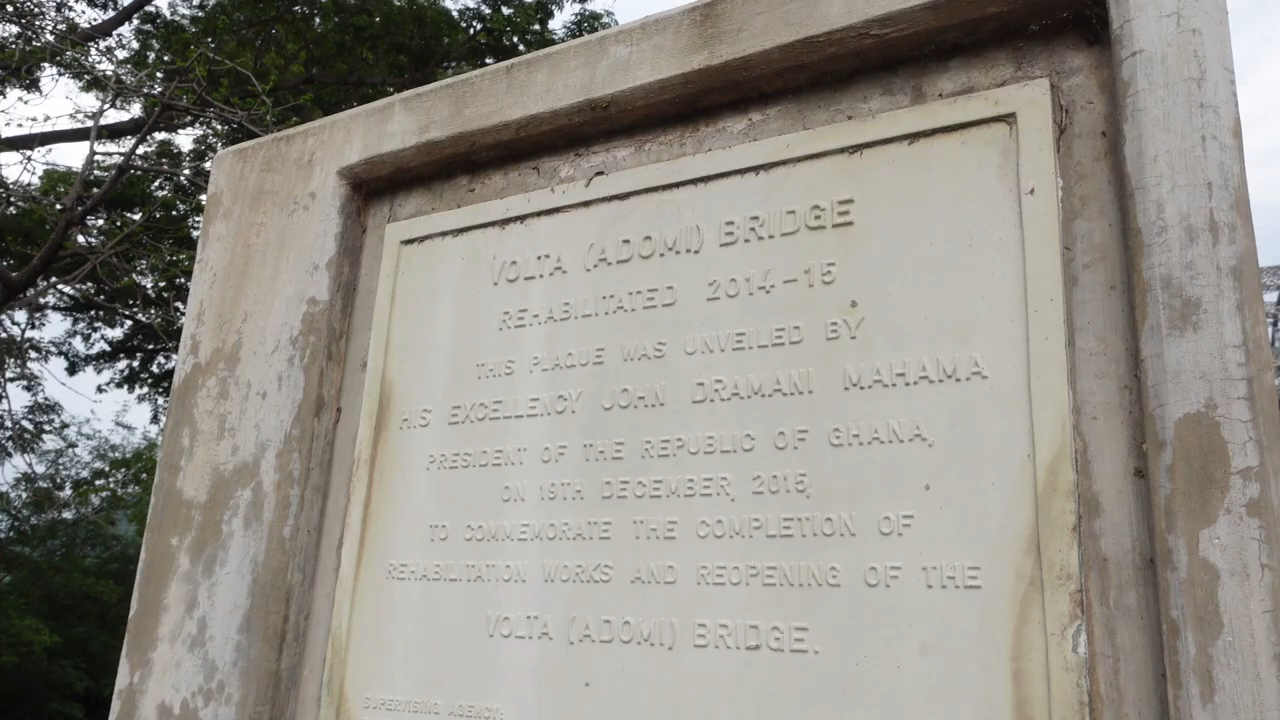 VOLTA (ADOMI) BRIDGE
REHABILITATED 2014-15
THIS PLAQUE WAS UNVEILED BY
HIS EXCELLENCY JOHN DRAMANI MAHAMA
PRESIDENT OF THE REPUBLIC OF GHANA,
ON 19TH DECEMBER, 2015,
TO COMMEMORATE THE COMPLETION OF
REHABILITATION WORKS AND REOPENING OF THE
VOLTA (ADOMI) BRIDGE.
SUPERVISING AGENCY: